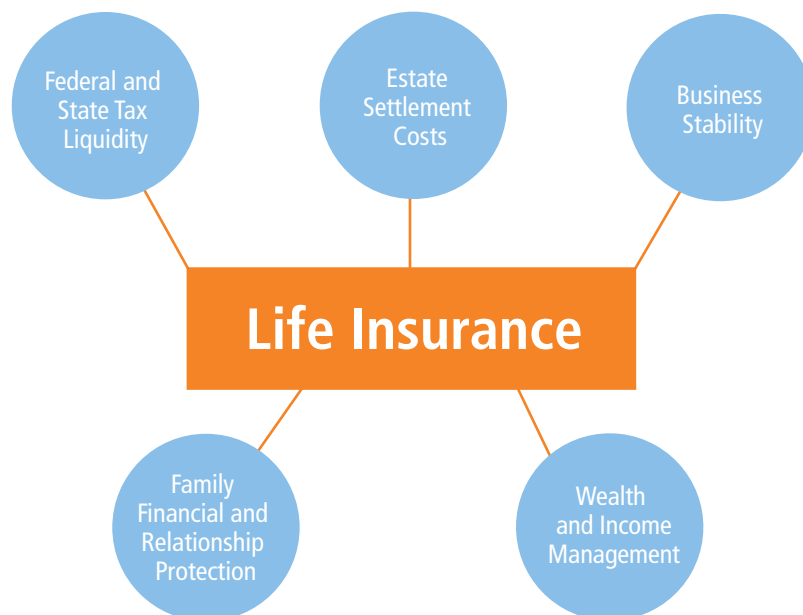 Federal and
State Tax
Liquidity
Estate
Settlement
Costs
Business
Stability
Life Insurance
Family
Financial and
Relationship
Protection
Wealth
and Income
Management